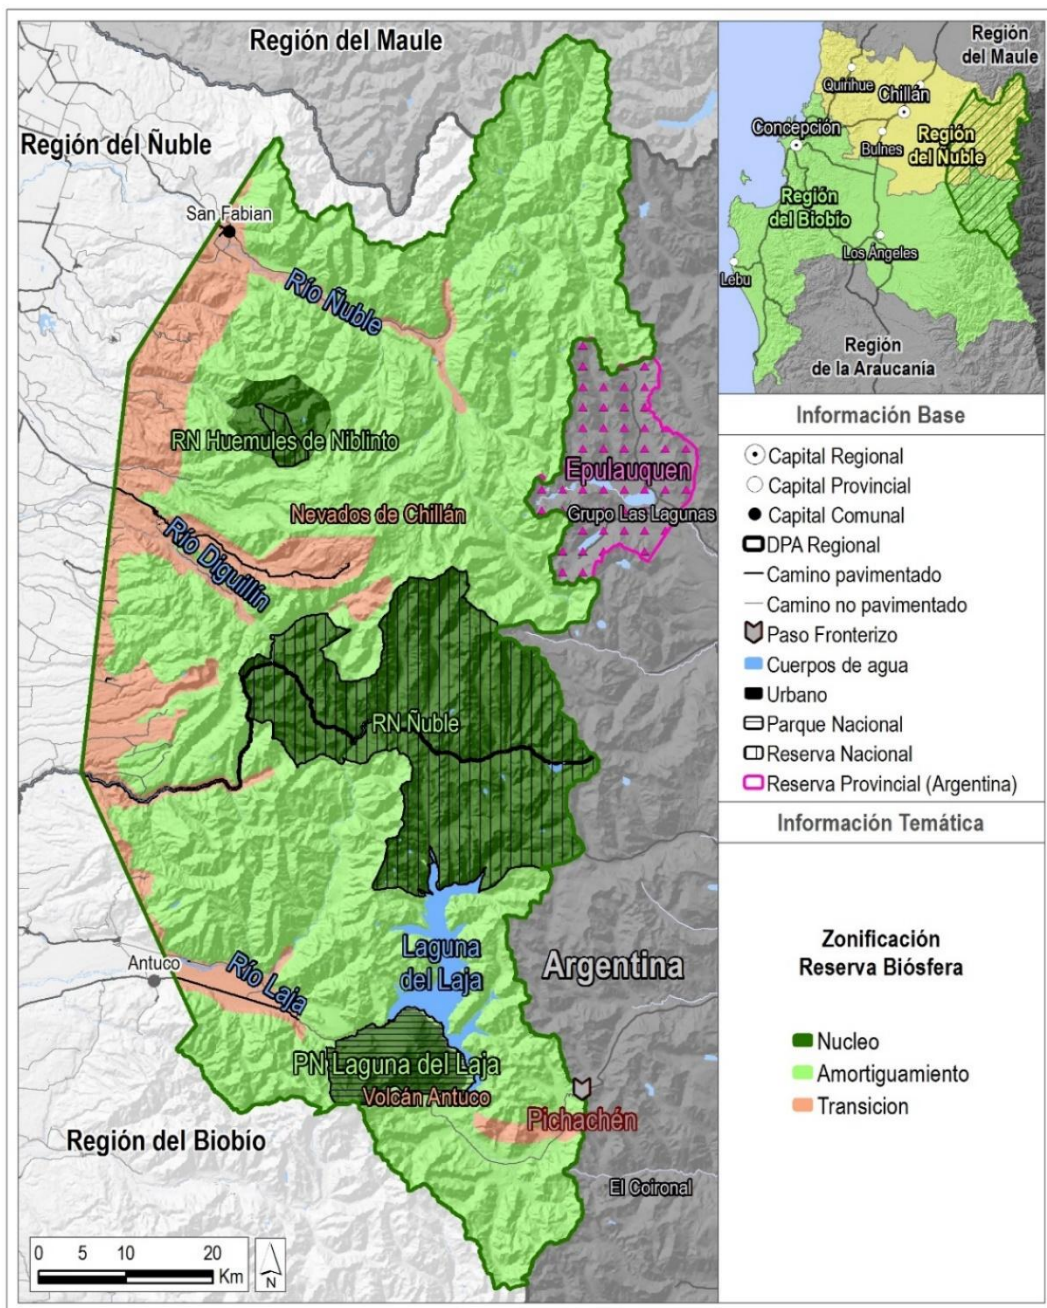 Región del Maule
Región del Ñuble
San Fabian
Río Ñuble
RN Huemules de Niblinto
Epulauquen
Grupo Las Lagunas
Nevados de Chillán
Río Diguillín
RN Ñuble
Laguna
del Laja
Argentina
Antuco
Río Laja
PN Laguna del Laja
Volcán Antuco
Pichachén
Región del Biobío
El Coironal
0 5 10 20
Km
N
Región
del Maule
Quirihue
Chillán
Concepción
Bulnes
Región
del Ñuble
Región
del Biobío
Los Ángeles
Lebu
Región
de la Araucanía
Información Base
Capital Regional
Capital Provincial
Capital Comunal
DPA Regional
Camino pavimentado
Camino no pavimentado
Paso Fronterizo
Cuerpos de agua
Urbano
Parque Nacional
Reserva Nacional
Reserva Provincial (Argentina)
Información Temática
Zonificación
Reserva Biósfera
Nucleo
Amortiguamiento
Transicion